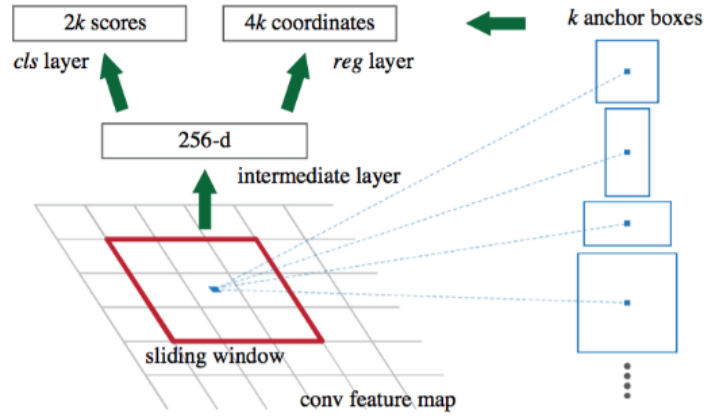 2k scores
4k coordinates
k anchor boxes
cls layer
reg layer
256-d
intermediate layer
sliding window
conv feature map